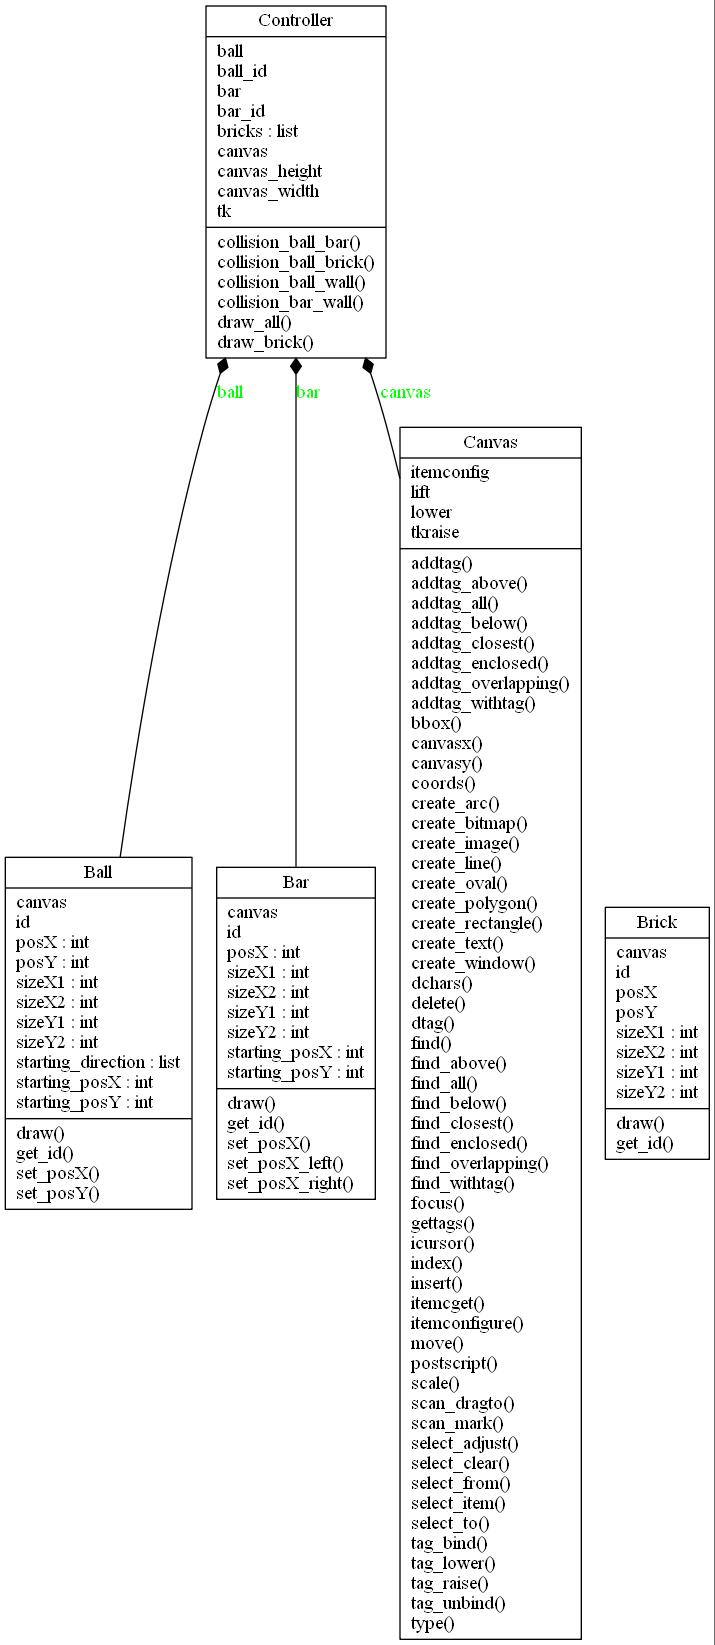 Controller
ball
ball_id
bar
bar_id
bricks : list
canvas
canvas_height
canvas_width
tk
collision_ball_bar()
collision_ball_brick()
collision_ball_wall()
collision_bar_wall()
draw_all()
draw_brick()
ball
bar
canvas
Ball
canvas
id
posX : int
posY : int
sizeX1 : int
sizeX2 : int
sizeY1 : int
sizeY2 : int
starting_direction : list
starting_posX : int
starting_posY : int
draw()
get_id()
set_posX()
set_posY()
Bar
canvas
id
posX : int
sizeX1 : int
sizeX2 : int
sizeY1 : int
sizeY2 : int
starting_posX : int
starting_posY : int
draw()
get_id()
set_posX()
set_posX_left()
set_posX_right()
Canvas
itemconfig
lift
lower
tkraise
addtag()
addtag_above()
addtag_all()
addtag_below()
addtag_closest()
addtag_enclosed()
addtag_overlapping()
addtag_withtag()
bbox()
canvasx()
canvasy()
coords()
create_arc()
create_bitmap()
create_image()
create_line()
create_oval()
create_polygon()
create_rectangle()
create_text()
create_window()
dchars()
delete()
dtag()
find()
find_above()
find_all()
find_below()
find_closest()
find_enclosed()
find_overlapping()
find_withtag()
focus()
gettags()
icursor()
index()
insert()
itemcget()
itemconfigure()
move()
postscript()
scale()
scan_dragto()
scan_mark()
select_adjust()
select_clear()
select_from()
select_item()
select_to()
tag_bind()
tag_lower()
tag_raise()
tag_unbind()
type()
Brick
canvas
id
posX
posY
sizeX1 : int
sizeX2 : int
sizeY1 : int
sizeY2 : int
draw()
get_id()